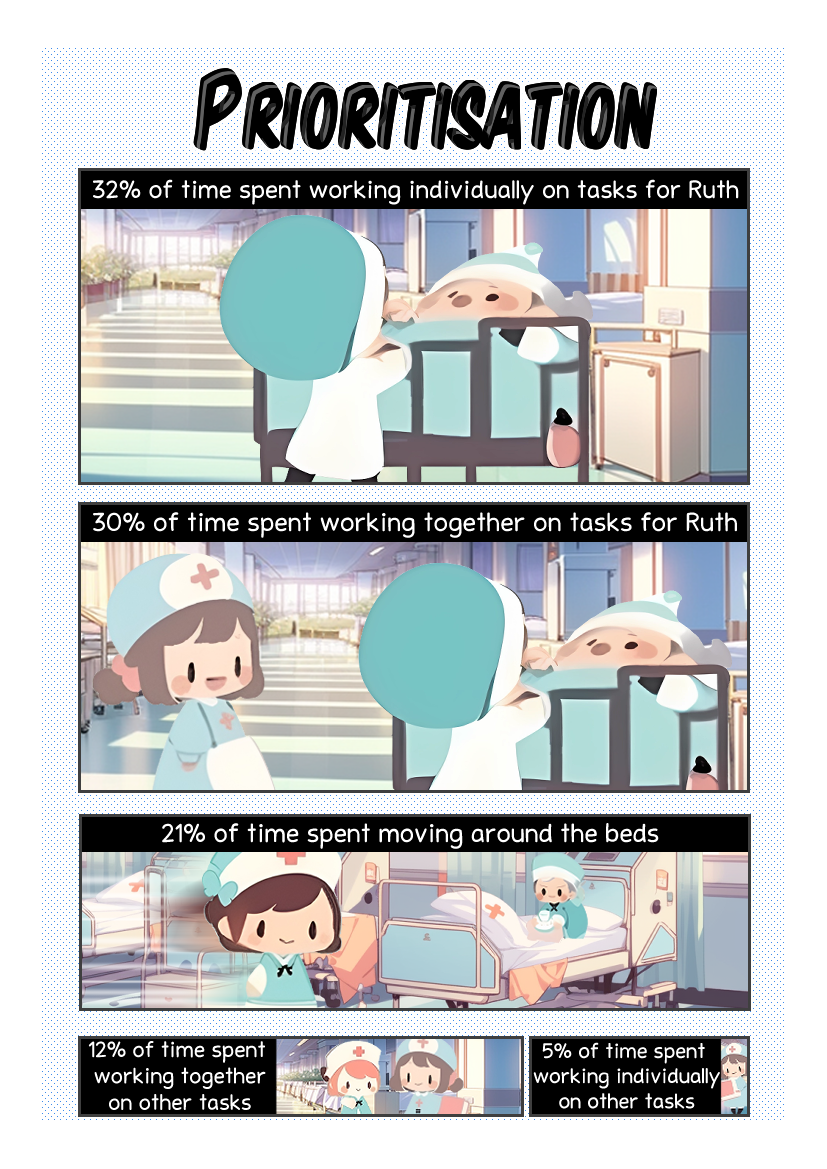 PRIORITISATION
32% of time spent working individually on tasks for Ruth
30% of time spent working together on tasks for Ruth
21% of time spent moving around the beds
12% of time spent
working together
on other tasks
5% of time spent
working individually
on other tasks